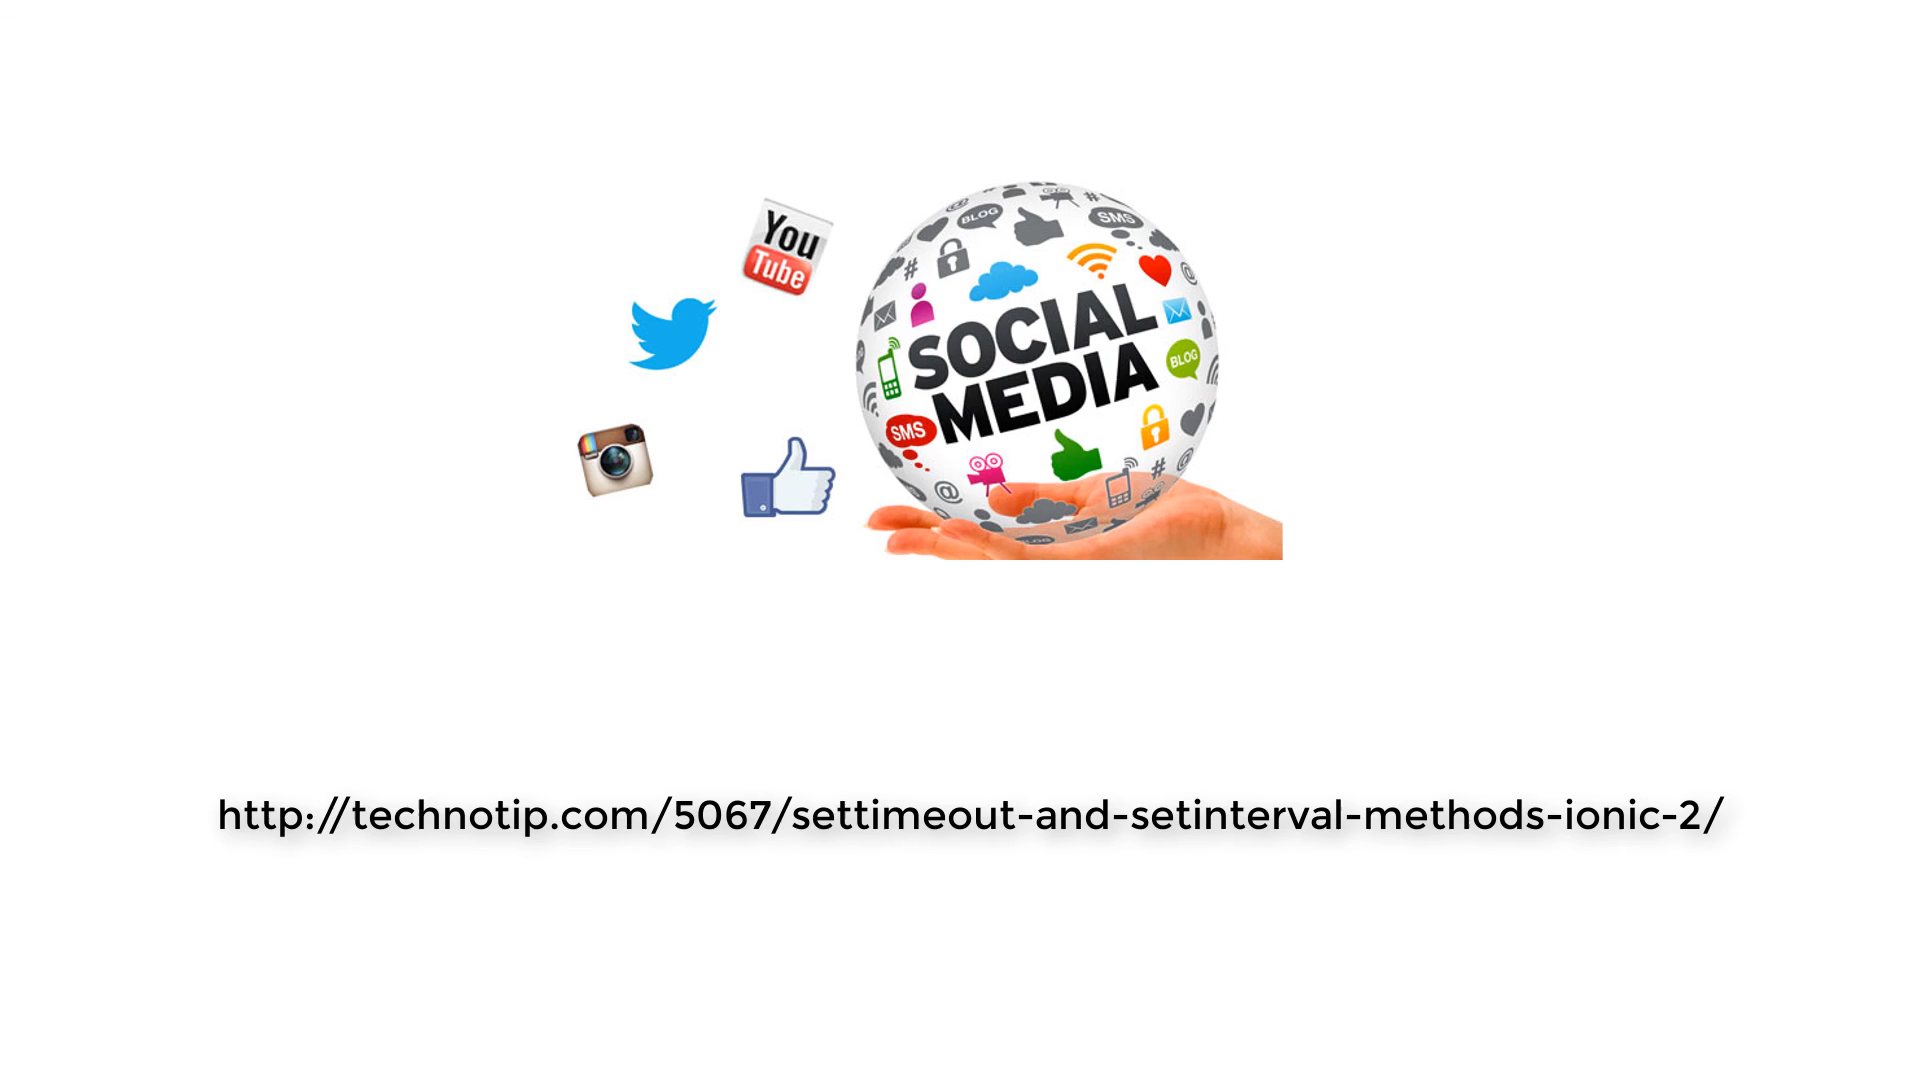 You
Tube
BLOG
SMS
#
@
#
@
SOCIAL
MEDIA
BLOG
SMS
@
#
@
http://technotip.com/5067/settimeout-and-setinterval-methods-ionic-2/